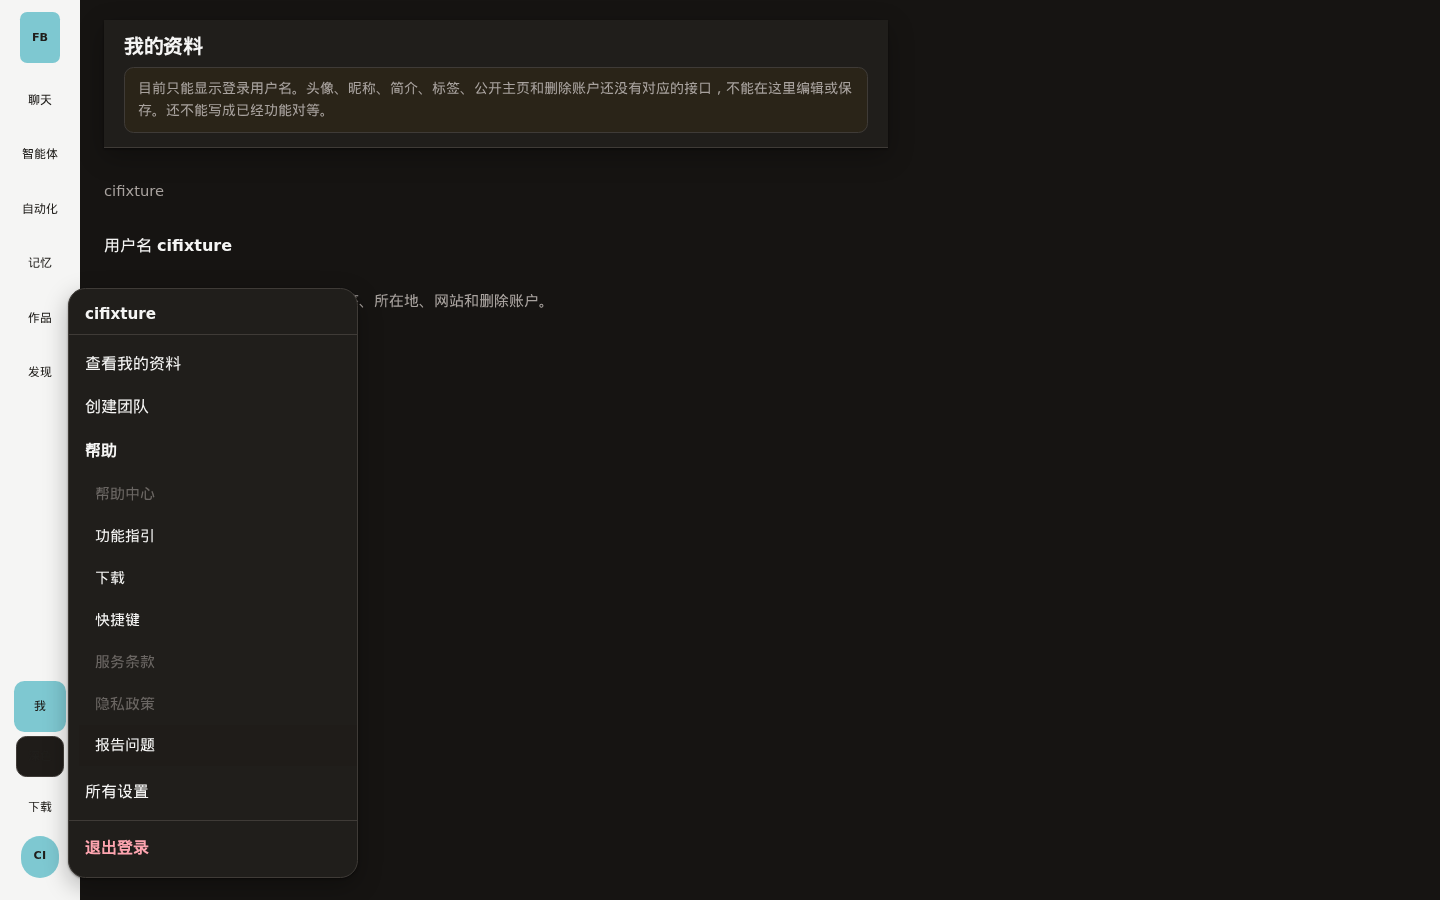 FB
聊天
智能体
自动化
记忆
作品
发现
我
下载
CI
我的资料
目前只能显示登录用户名。头像、昵称、简介、标签、公开主页和删除账户还没有对应的接口，不能在这里编辑或保
存。还不能写成已经功能对等。
cifixture
用户名 cifixture
、所在地、网站和删除账户。
cifixture
查看我的资料
创建团队
帮助
帮助中心
功能指引
下载
快捷键
服务条款
隐私政策
报告问题
所有设置
退出登录